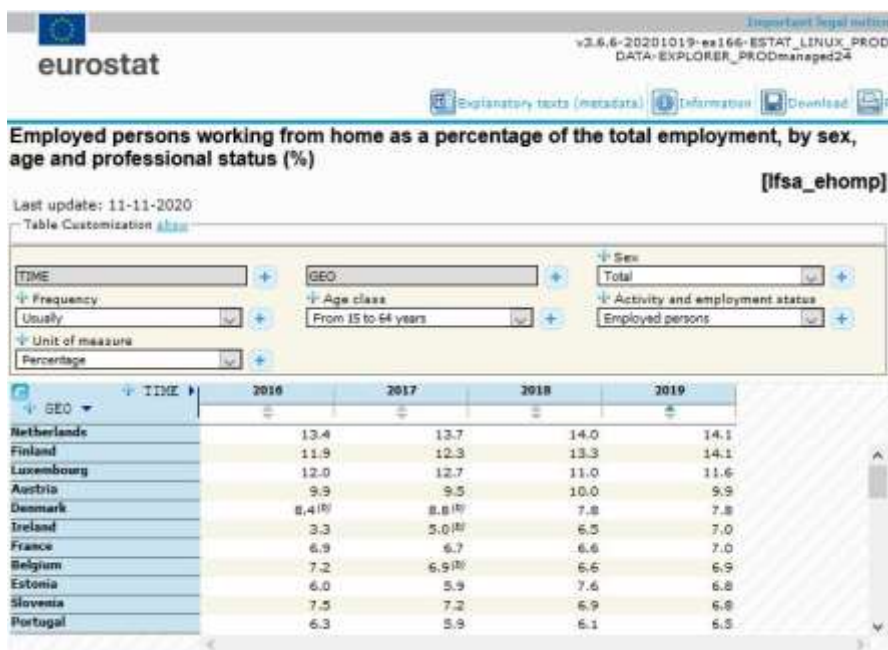 Important legal notice
v3.6.6-20201019-ea166-ESTAT_LINUX_PROD
DATA-EXPLORER_PRODmanaged24
eurostat
Explanatory texts (metadata) Information Download
Employed persons working from home as a percentage of the total employment, by sex,
age and professional status (%)
[lfsa_ehomp]
Last update: 11-11-2020
Table Customization show
Sex
TIME + GEO + Total +
Frequency Age class Activity and employment status
Usually + From 15 to 64 years + Employed persons +
Unit of measure
Percentage +
TIME 2016 2017 2018 2019
GEO
Netherlands 13.4 13.7 14.0 14.1
Finland 11.9 12.3 13.3 14.1
Luxembourg 12.0 12.7 11.0 11.6
Austria 9.9 9.5 10.0 9.9
Denmark 8.4(b) 8.8(b) 7.8 7.8
Ireland 3.3 5.0(b) 6.5 7.0
France 6.9 6.7 6.6 7.0
Belgium 7.2 6.9(b) 6.6 6.9
Estonia 6.0 5.9 7.6 6.8
Slovenia 7.5 7.2 6.9 6.8
Portugal 6.3 5.9 6.1 6.5